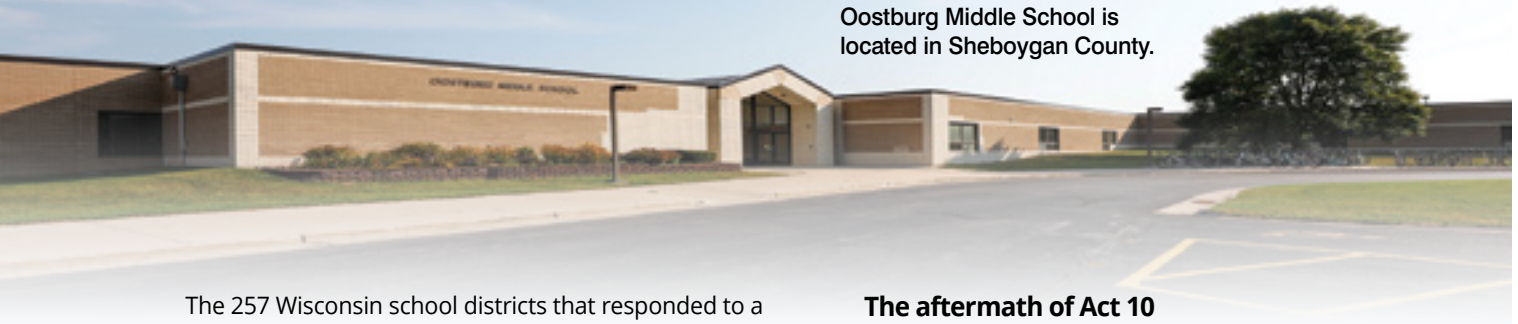 Oostburg Middle School is
located in Sheboygan County.
OOSTBURG MIDDLE SCHOOL
The 257 Wisconsin school districts that responded to a
The aftermath of Act 10